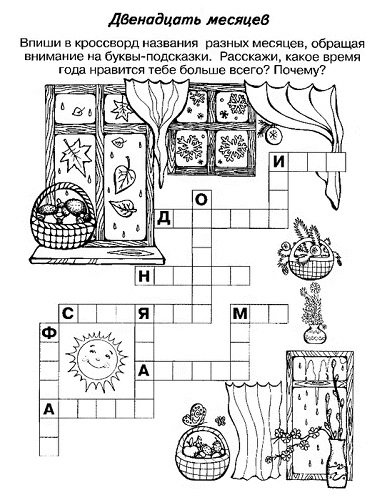 Двенадцать месяцев
Впиши в кроссворд названия разных месяцев, обращая
внимание на буквы-подсказки. Расскажи, какое время
года нравится тебе больше всего? Почему?
И
О
Д
Н
С Я М
Ф
А
А